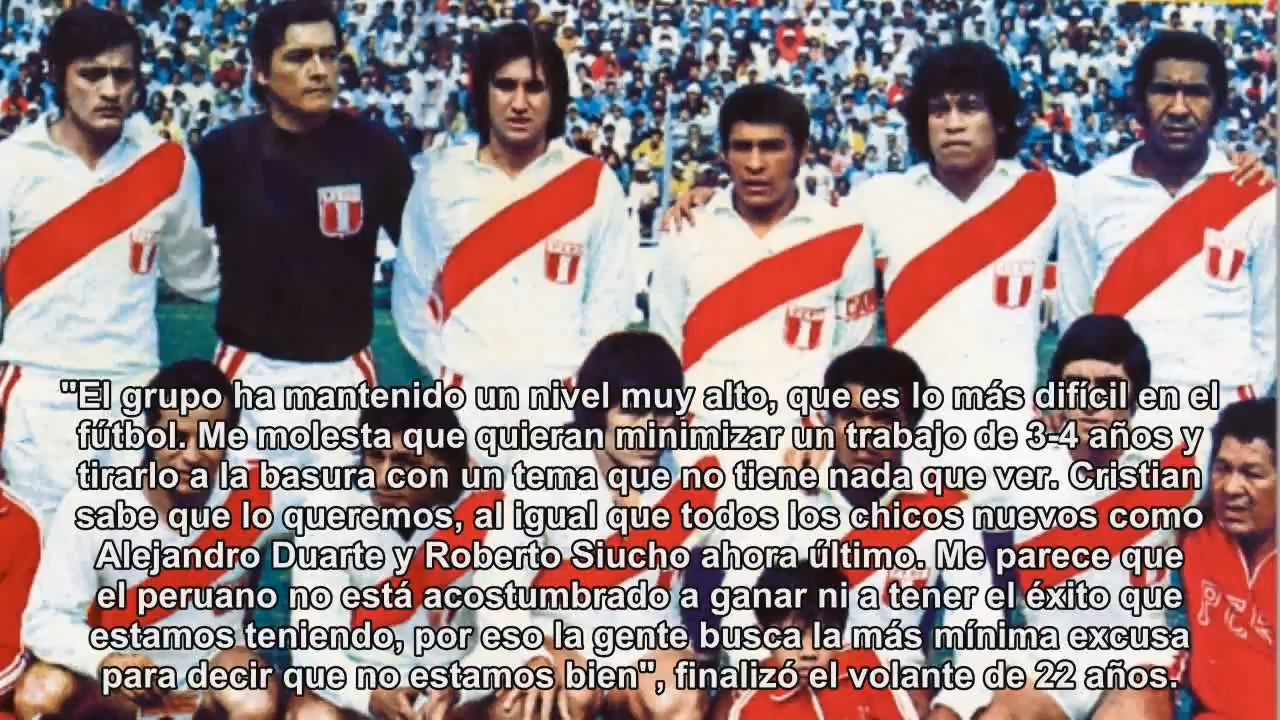 "El grupo ha mantenido un nivel muy alto, que es lo más difícil en el
fútbol. Me molesta que quieran minimizar un trabajo de 3-4 años y
tirarlo a la basura con un tema que no tiene nada que ver. Cristian
sabe que lo queremos, al igual que todos los chicos nuevos como
Alejandro Duarte y Roberto Siucho ahora último. Me parece que
el peruano no está acostumbrado a ganar ni a tener el éxito que
estamos teniendo, por eso la gente busca la más mínima excusa
para decir que no estamos bien", finalizó el volante de 22 años.